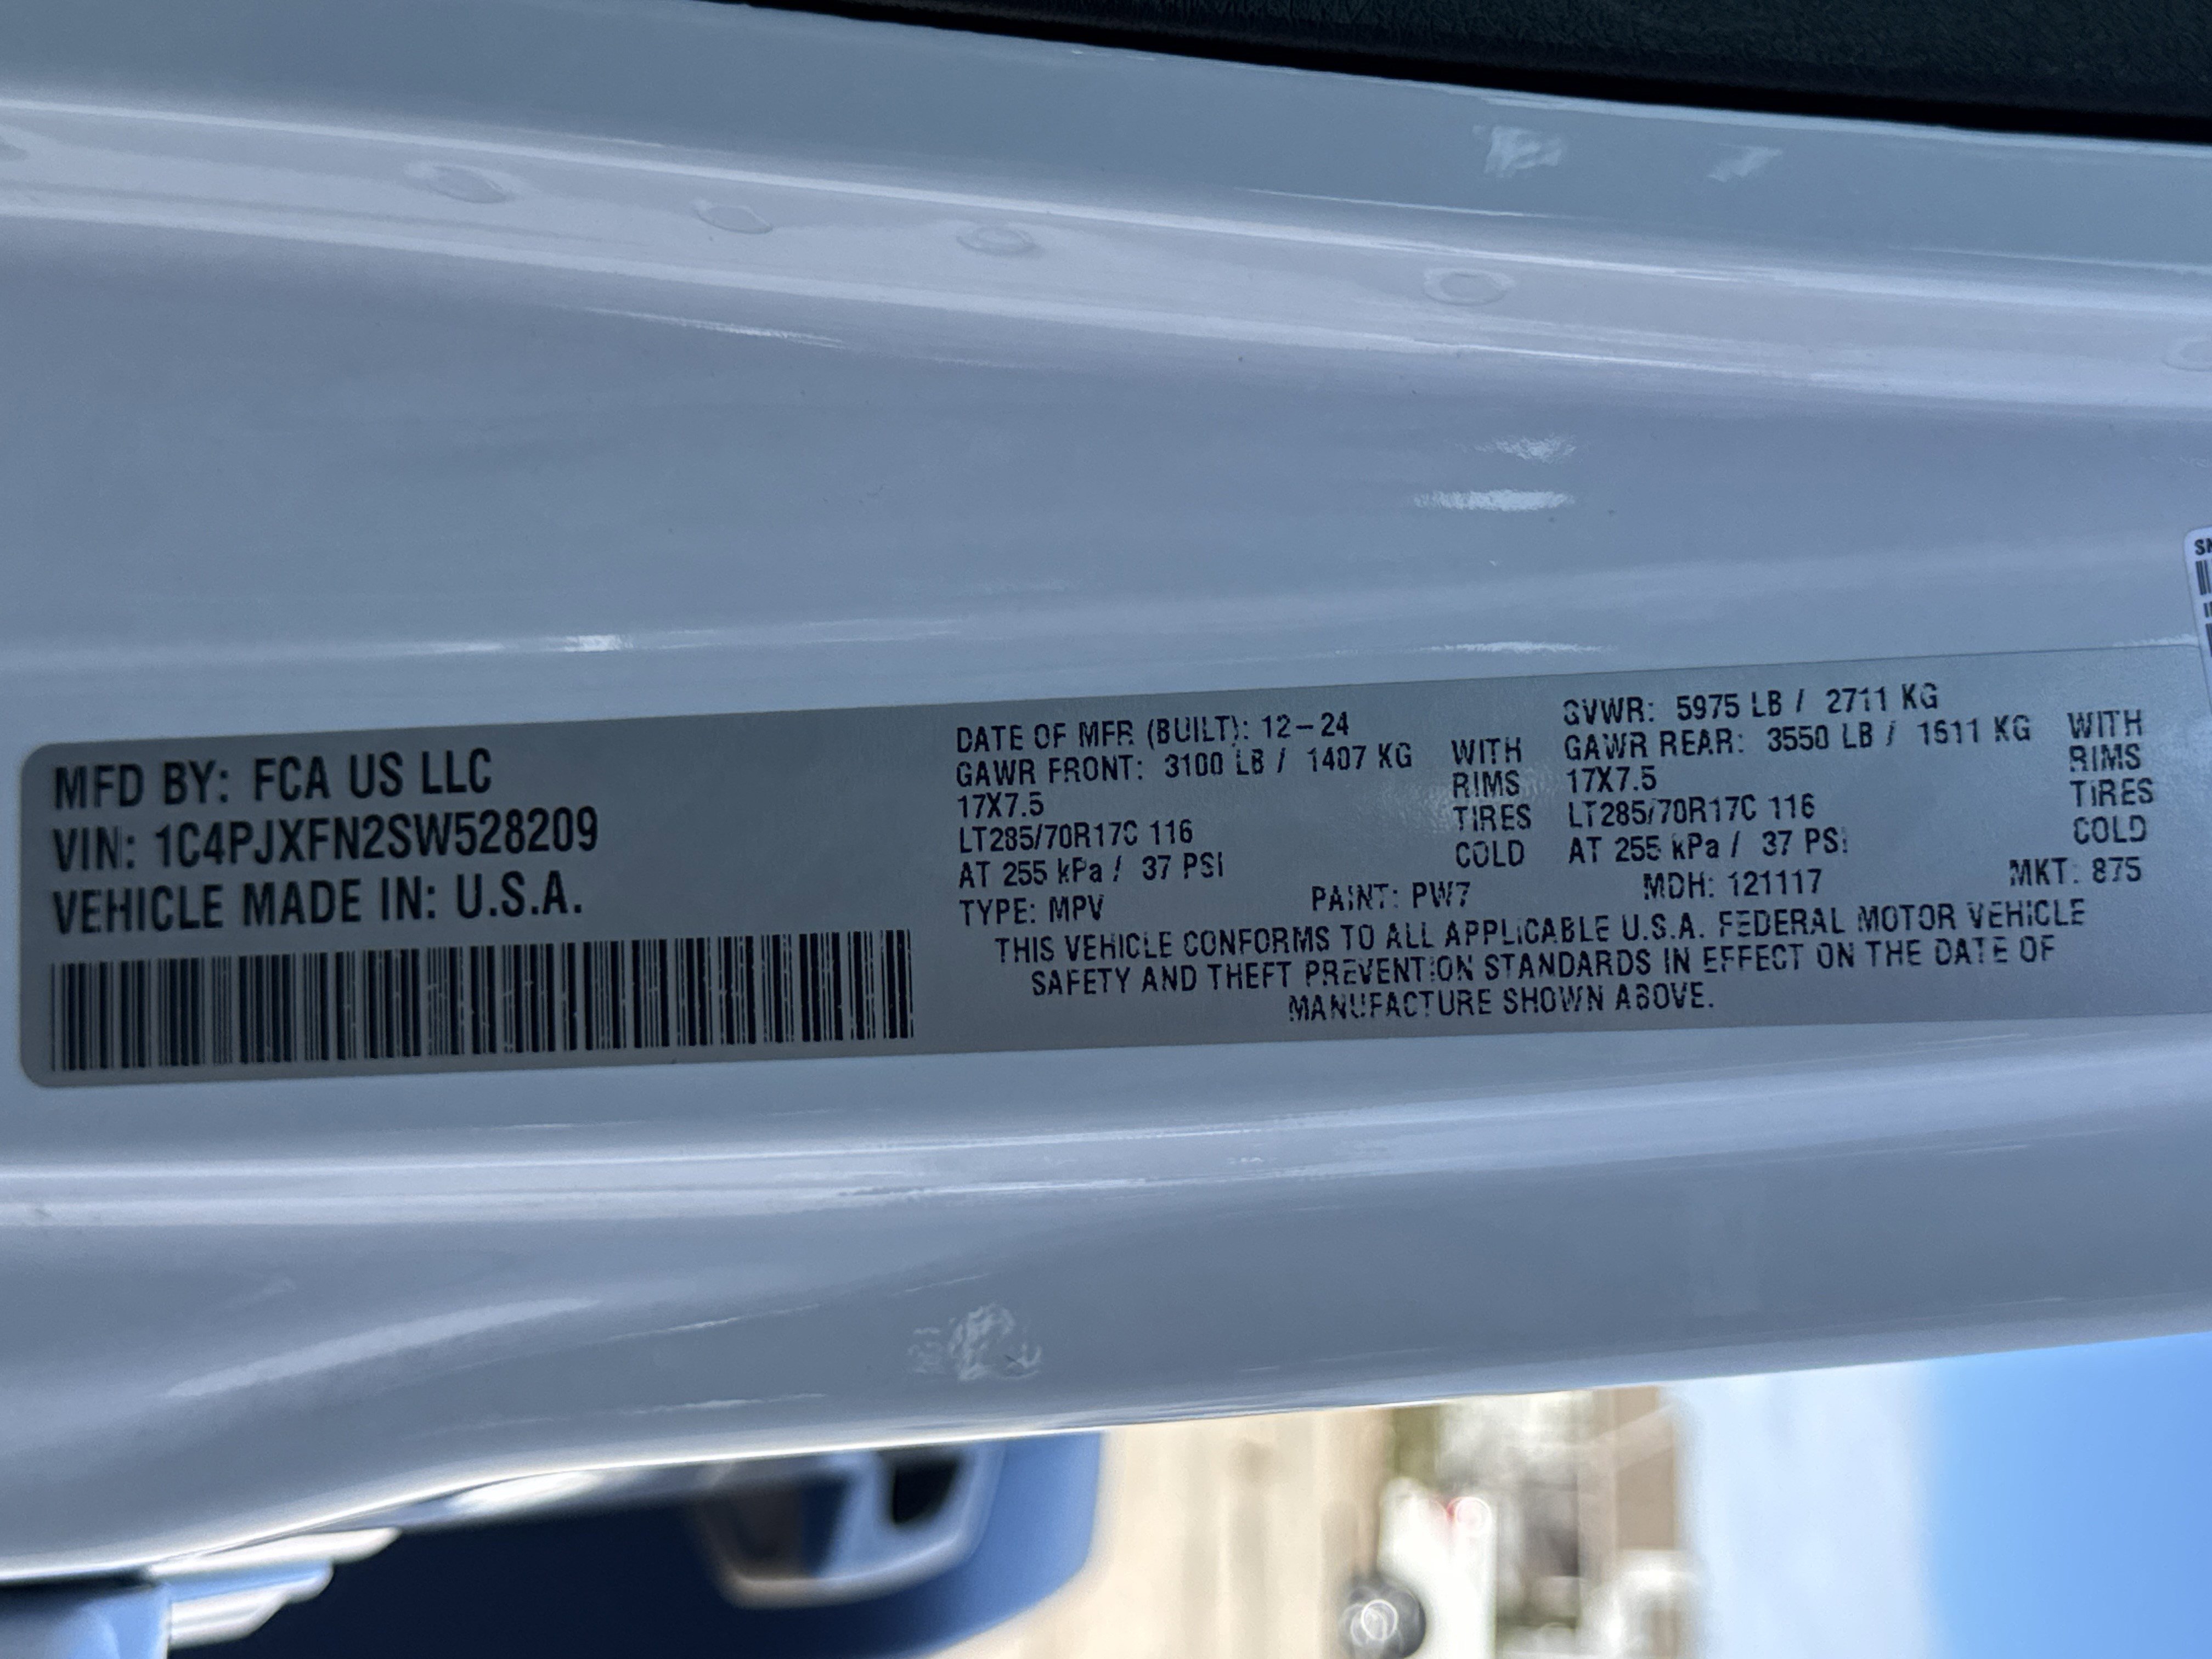 MFD BY: FCA US LLC
VIN: 1C4PJXFN2SW528209
VEHICLE MADE IN: U.S.A.
DATE OF MFR (BUILT): 12-24 GVWR: 5975 LB / 2711 KG
GAWR FRONT: 3100 LB / 1407 KG WITH GAWR REAR: 3550 LB / 1611 KG WITH
17X7.5 RIMS 17X7.5 RIMS
LT285/70R17C 116 TIRES LT285/70R17C 116 TIRES
AT 255 kPa / 37 PSI COLD AT 255 kPa / 37 PSI COLD
TYPE: MPV PAINT: PW7 MDH: 121117 MKT: 875
THIS VEHICLE CONFORMS TO ALL APPLICABLE U.S.A. FEDERAL MOTOR VEHICLE
SAFETY AND THEFT PREVENTION STANDARDS IN EFFECT ON THE DATE OF
MANUFACTURE SHOWN ABOVE.